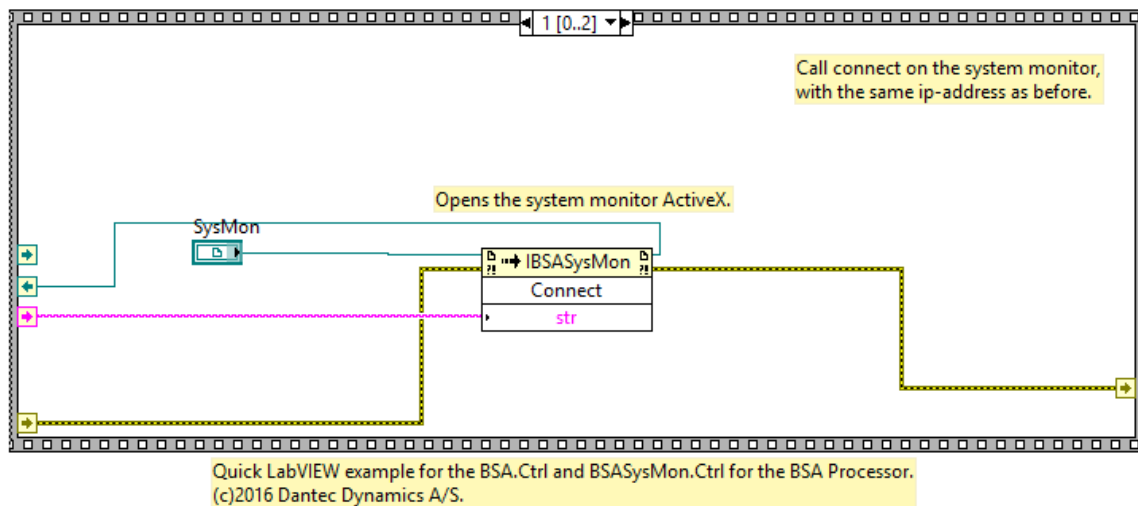 1 [0..2]
Call connect on the system monitor,
with the same ip-address as before.
Opens the system monitor ActiveX.
SysMon
IBSASysMon
Connect
str
Quick LabVIEW example for the BSA.Ctrl and BSASysMon.Ctrl for the BSA Processor.
(c)2016 Dantec Dynamics A/S.